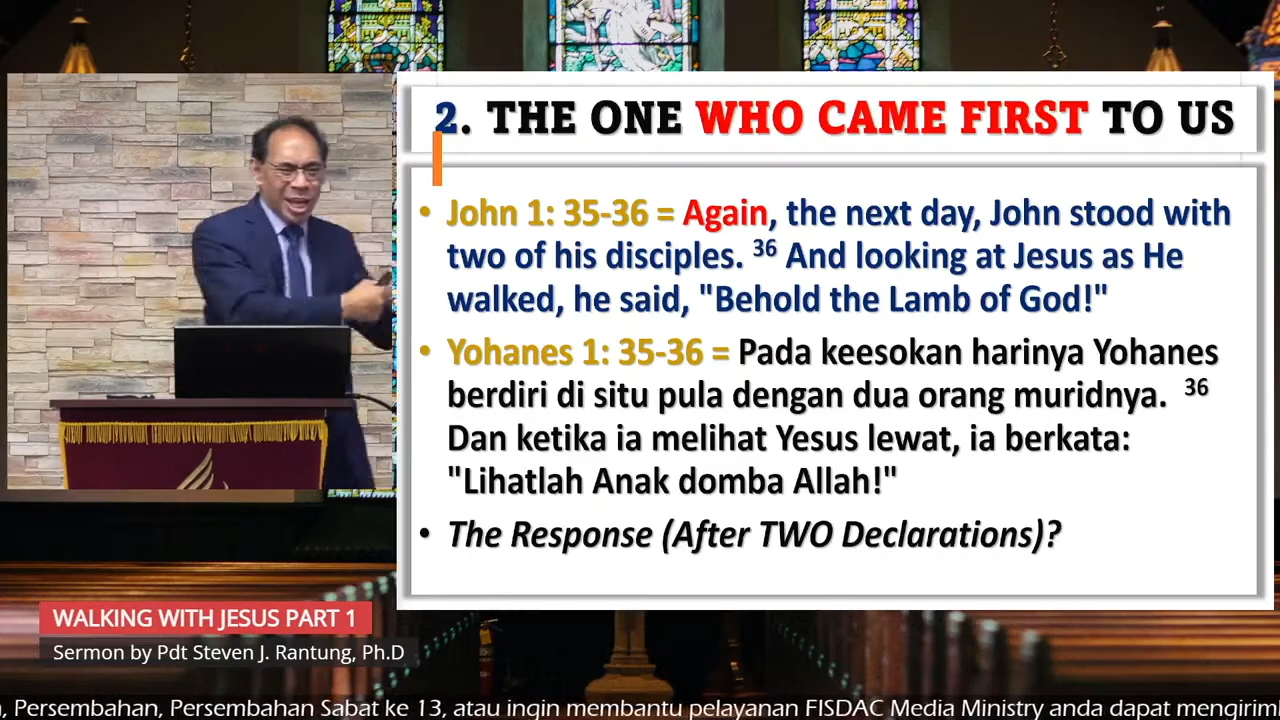 2. THE ONE WHO CAME FIRST TO US
• John 1: 35-36 = Again, the next day, John stood with
two of his disciples. 36 And looking at Jesus as He
walked, he said, "Behold the Lamb of God!"
• Yohanes 1: 35-36 = Pada keesokan harinya Yohanes
berdiri di situ pula dengan dua orang muridnya. 36
Dan ketika ia melihat Yesus lewat, ia berkata:
"Lihatlah Anak domba Allah!"
• The Response (After TWO Declarations)?
WALKING WITH JESUS PART 1
Sermon by Pdt Steven J. Rantung, Ph.D
, Persembahan, Persembahan Sabat ke 13, atau ingin membantu pelayanan FISDAC Media Ministry anda dapat mengirim